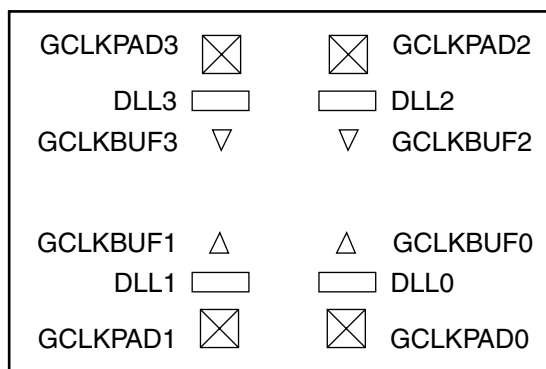 GCLKPAD3 GCLKPAD2
DLL3 DLL2
GCLKBUF3 GCLKBUF2
GCLKBUF1 GCLKBUF0
DLL1 DLL0
GCLKPAD1 GCLKPAD0